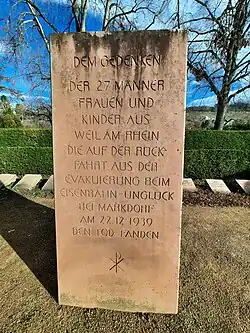 DEM GEDENKEN
DER 27 MÄNNER
FRAUEN UND
KINDER AUS
WEIL AM RHEIN
DIE AUF DER RÜCK-
FAHRT AUS DER
EVAKUIERUNG BEIM
EISENBAHN-UNGLÜCK
BEI MARKDORF
AM 22.12.1939
DEN TOD FANDEN